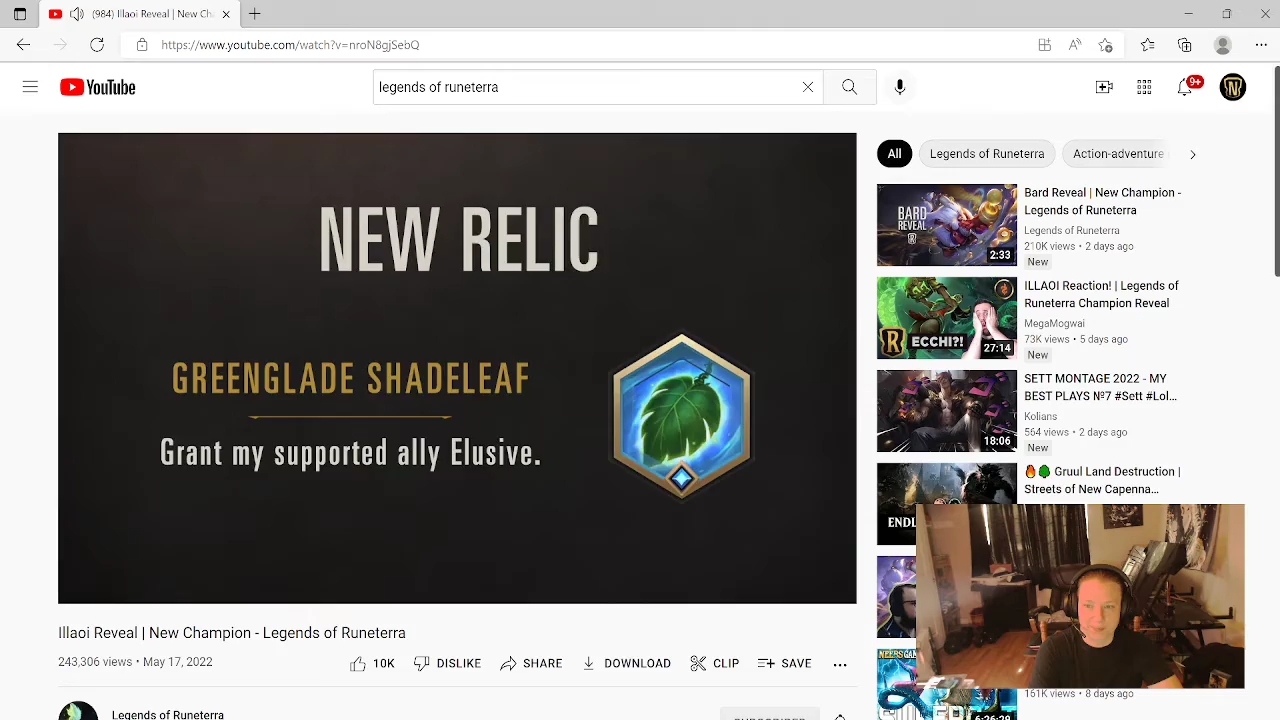 (984) Illaoi Reveal | New Ch
https://www.youtube.com/watch?v=nroN8gjSebQ
YouTube
legends of runeterra
9+
N
NEW RELIC
GREENGLADE SHADELEAF
Grant my supported ally Elusive.
Illaoi Reveal | New Champion - Legends of Runeterra
243,306 views • May 17, 2022
10K
DISLIKE
SHARE
DOWNLOAD
CLIP
SAVE
Legends of Runeterra
All
Legends of Runeterra
Action-adventure
BARD
REVEAL
2:33
Bard Reveal | New Champion -
Legends of Runeterra
Legends of Runeterra
210K views • 2 days ago
New
ECCHI?!
27:14
ILLAOI Reaction! | Legends of
Runeterra Champion Reveal
MegaMogwai
73K views • 5 days ago
New
18:06
SETT MONTAGE 2022 - MY
BEST PLAYS Nº7 #Sett #Lol...
Kolians
564 views • 2 days ago
New
🔥🌳 Gruul Land Destruction |
Streets of New Capenna...
161K views • 8 days ago
6:26:29